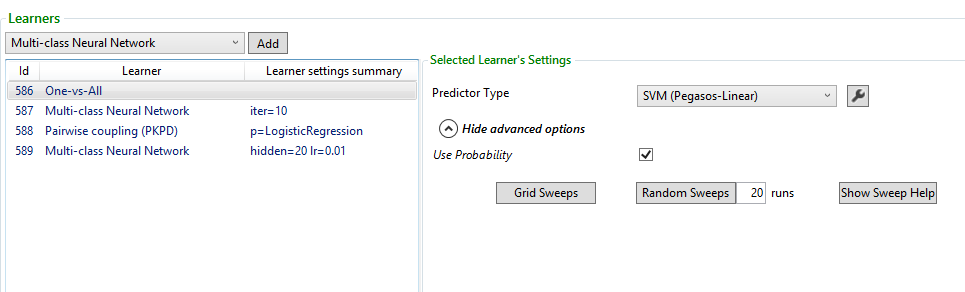 Learners
Multi-class Neural Network Add
Id Learner Learner settings summary
586 One-vs-All
587 Multi-class Neural Network iter=10
588 Pairwise coupling (PKPD) p=LogisticRegression
589 Multi-class Neural Network hidden=20 lr=0.01
Selected Learner's Settings
Predictor Type SVM (Pegasos-Linear)
Hide advanced options
Use Probability
Grid Sweeps Random Sweeps 20 runs Show Sweep Help